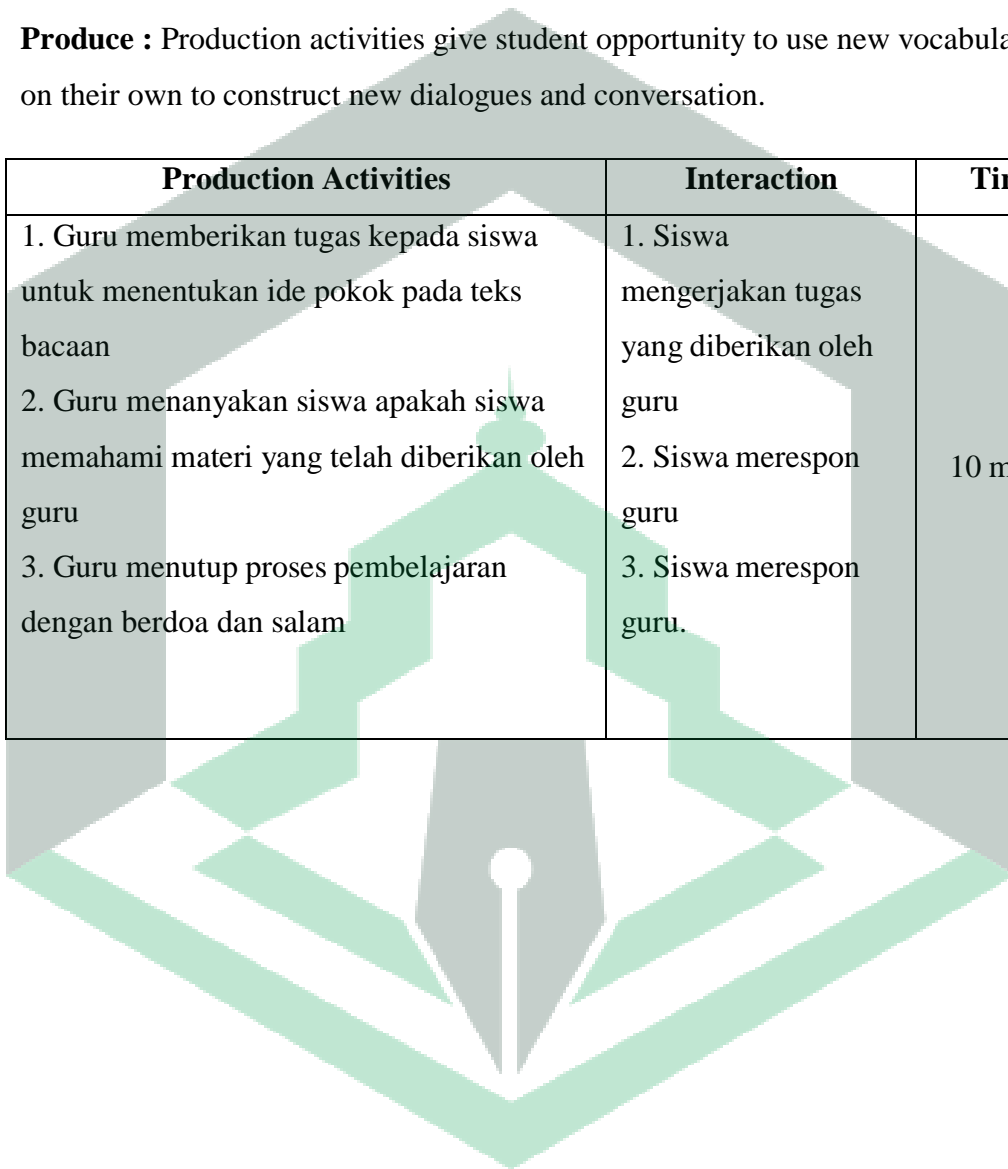 Produce : Production activities give student opportunity to use new
on their own to construct new dialogues and conversation.
Production Activities
Interaction
1. Guru memberikan tugas kepada siswa
untuk menentukan ide pokok pada teks
bacaan
2. Guru menanyakan siswa apakah siswa
memahami materi yang telah diberikan oleh
guru
3. Guru menutup proses pembelajaran
dengan berdoa dan salam
1. Siswa
mengerjakan tugas
yang diberikan oleh
guru
2. Siswa merespon
guru
3. Siswa merespon
guru.
10